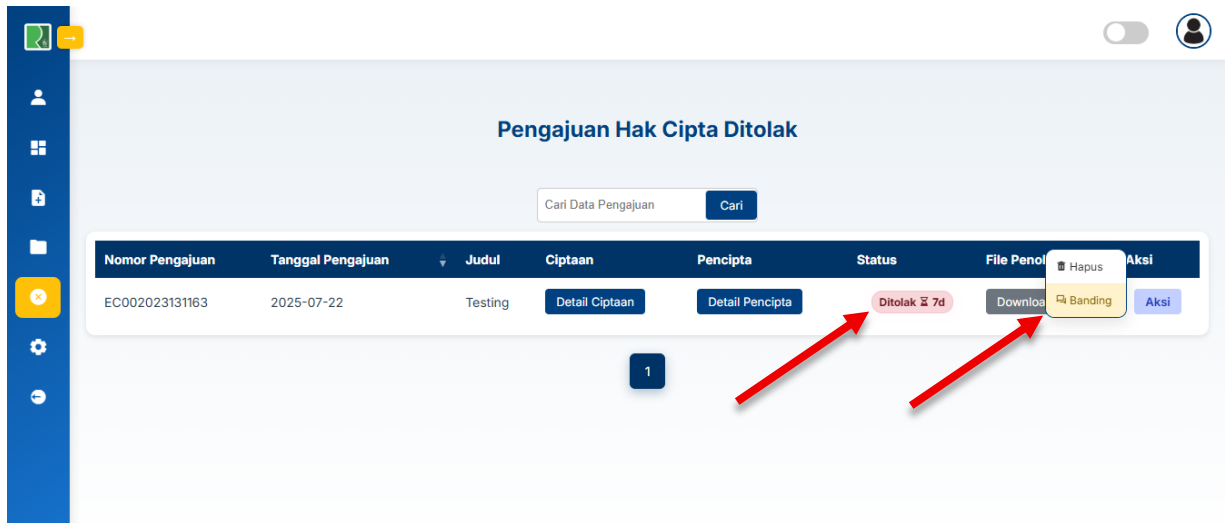 Pengajuan Hak Cipta Ditolak
Cari Data Pengajuan Cari
Nomor Pengajuan Tanggal Pengajuan Judul Ciptaan Pencipta Status File Penol Aksi
Hapus
EC002023131163 2025-07-22 Testing Detail Ciptaan Detail Pencipta Ditolak 7d Downloa Banding Aksi
1